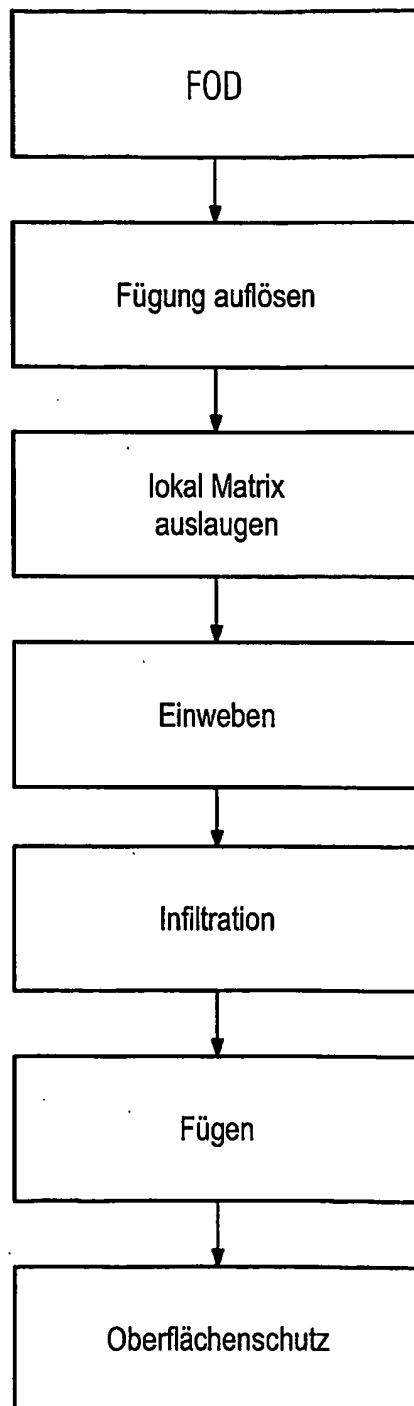 FOD
Fügung auflösen
lokal Matrix
auslaugen
Einweben
Infiltration
Fügen
Oberflächenschutz